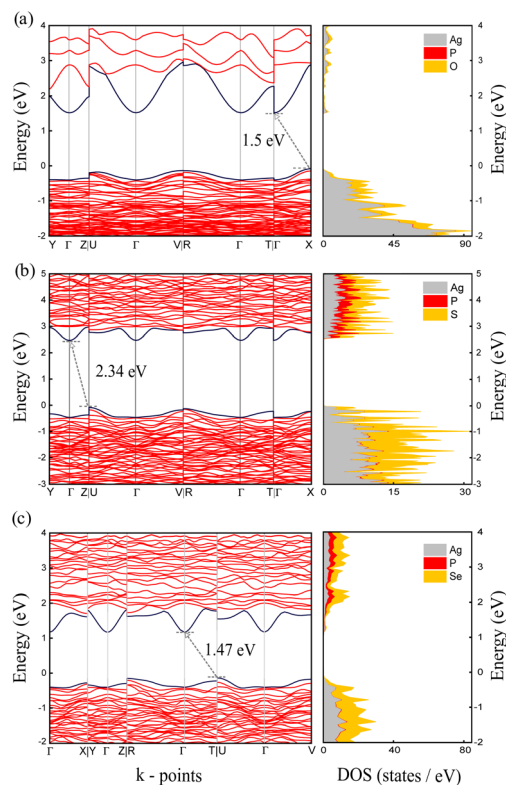 (a)
Energy (eV)
4
3
2
1
0
-1
-2
1.5 eV
Y Γ Z|U Γ V|R Γ T|Γ X
Ag
P
O
4
3
2
1
0
-1
-2
Energy (eV)
0 45 90
(b)
Energy (eV)
5
4
3
2
1
0
-1
-2
-3
2.34 eV
Y Γ Z|U Γ V|R Γ T|Γ X
Ag
P
S
5
4
3
2
1
0
-1
-2
-3
Energy (eV)
0 15 30
(c)
Energy (eV)
4
3
2
1
0
-1
-2
1.47 eV
Γ X|Y Γ Z|R Γ T|U Γ V
k - points
Ag
P
Se
4
3
2
1
0
-1
-2
Energy (eV)
0 40 80
DOS (states / eV)